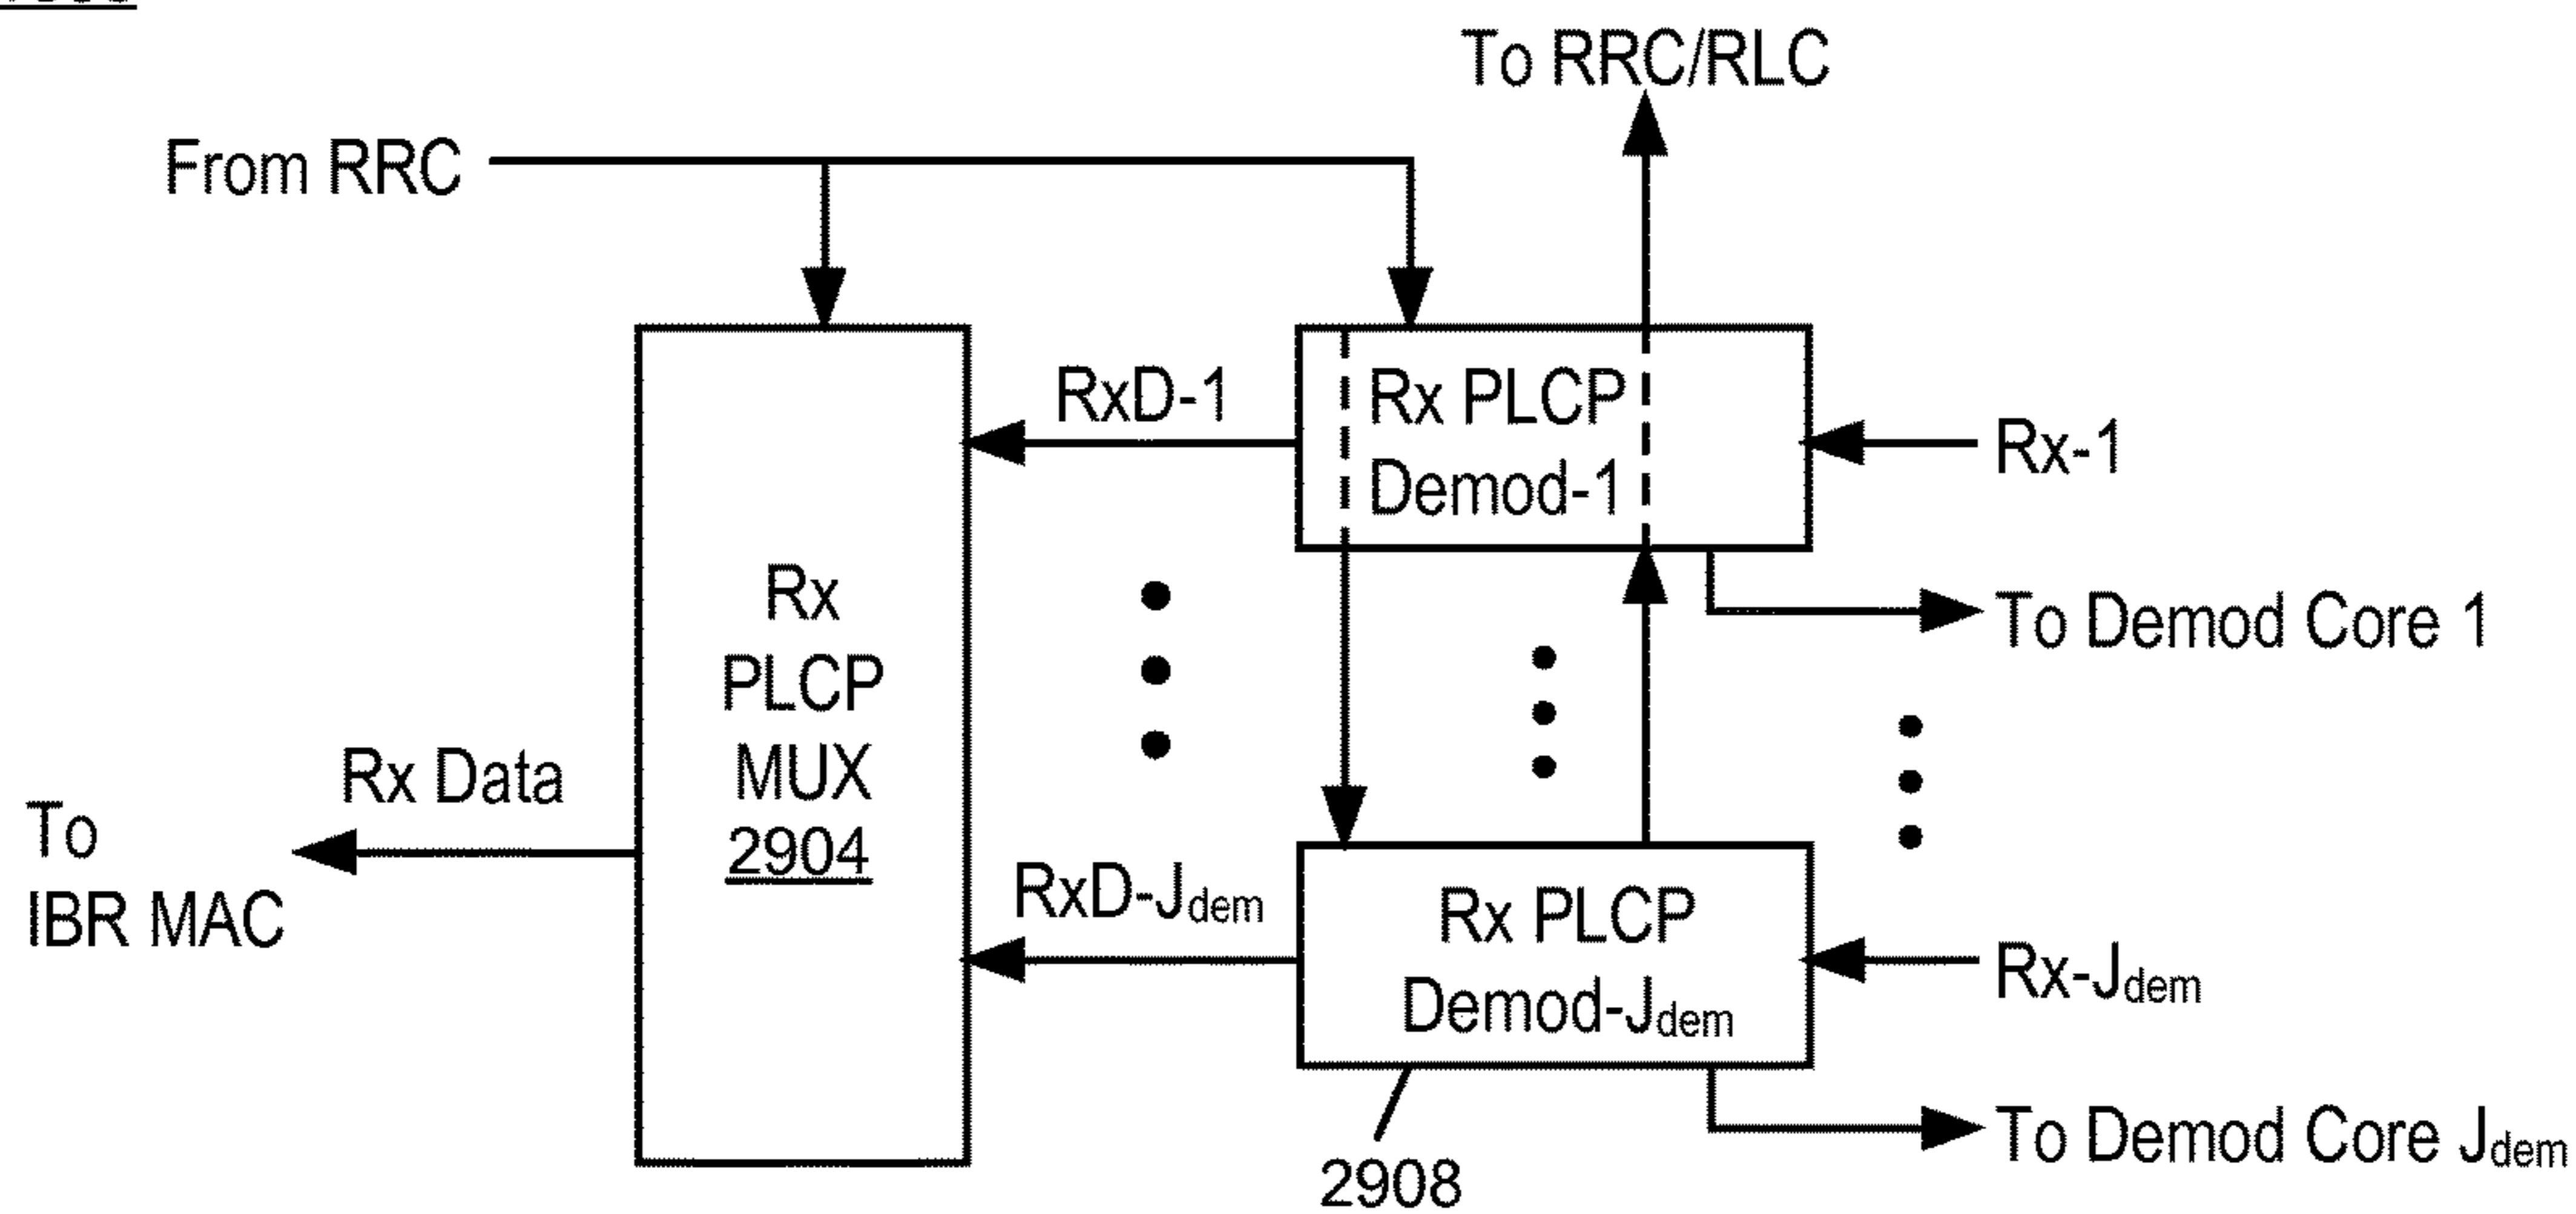 To RRC/RLC
From RRC
RxD-1
Rx PLCP
Demod-1
Rx-1
To Demod Core 1
Rx
PLCP
MUX
2904
Rx Data
To
IBR MAC
RxD-Jdem
Rx PLCP
Demod-Jdem
Rx-Jdem
To Demod Core Jdem
2908